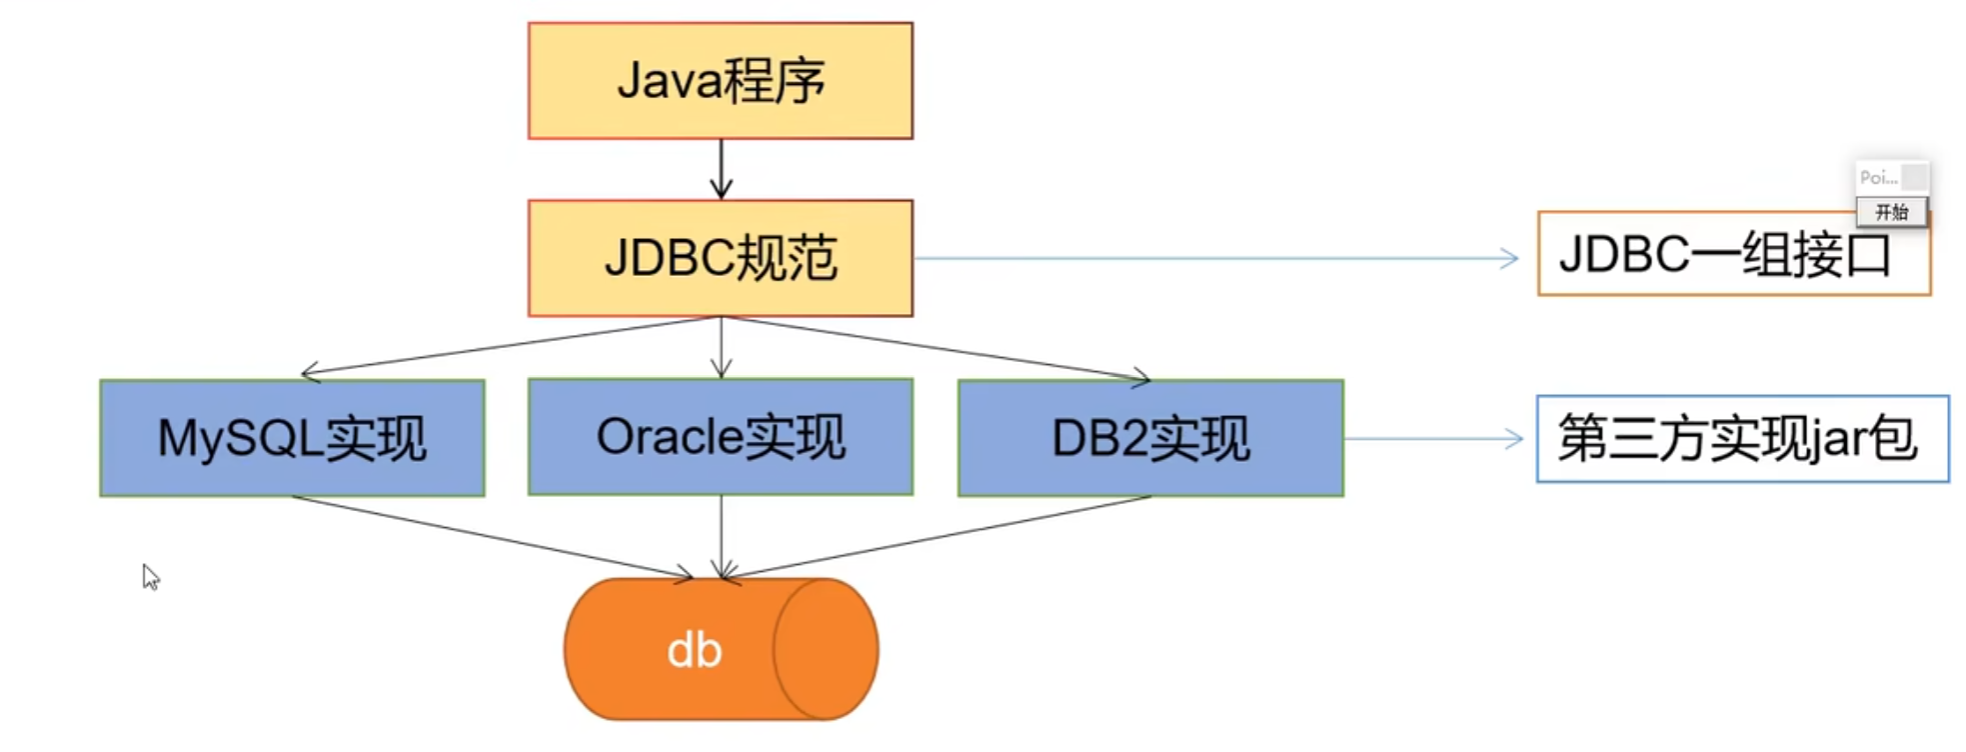 Java程序
Poi...
开始
JDBC规范
JDBC一组接口
MySQL实现
Oracle实现
DB2实现
第三方实现jar包
db